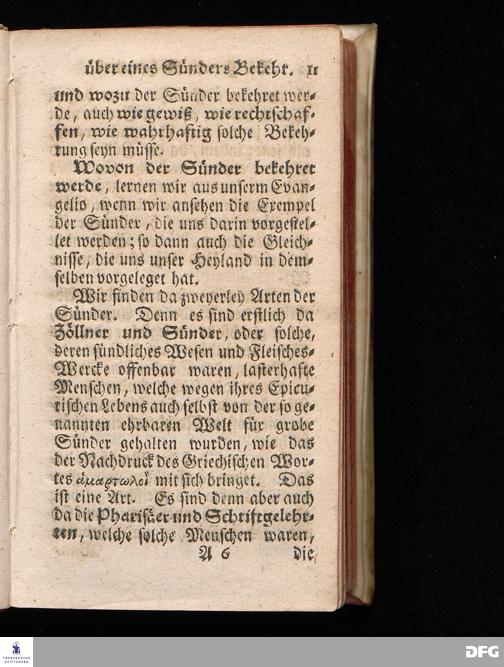 über eines Sünders Bekehr. 11
und wozu der Sünder bekehret wer-
de, auch wie gewiß, wie rechtschaf-
fen, wie wahrhaftig solche Bekeh-
rung seyn müsse.
Wovon der Sünder bekehret
werde, lernen wir aus unserm Evan-
gelio, wenn wir ansehen die Exempel
der Sünder, die uns darin vorgestel-
let werden; so dann auch die Gleich-
nisse, die uns unser Heyland in dem-
selben vorgeleget hat.
Wir finden da zweyerley Arten der
Sünder. Denn es sind erstlich da
Zöllner und Sünder, oder solche,
deren sündliches Wesen und Fleisches-
Wercke offenbar waren, lasterhafte
Menschen, welche wegen ihres Epicu-
rischen Lebens auch selbst von der so ge-
nannten ehrbaren Welt für grobe
Sünder gehalten wurden, wie das
der Nachdruck des Griechischen Wor-
tes ἁμαρτωλοὶ mit sich bringet. Das
ist eine Art. Es sind denn aber auch
da die Pharisäer und Schriftgelehr-
ten, welche solche Menschen waren,
A 6 die
FRANCKESCHE STIFTUNGEN
DFG